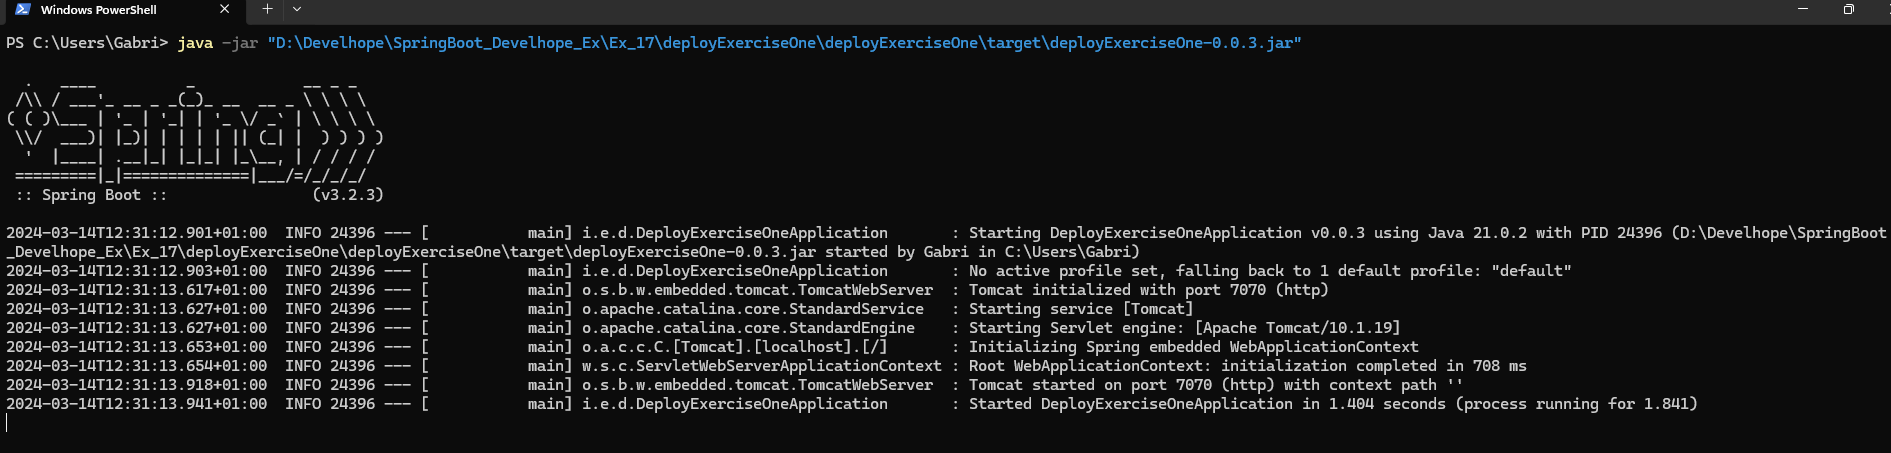 Windows PowerShell
PS C:\Users\Gabri> java -jar "D:\Develhope\SpringBoot_Develhope_Ex\Ex_17\deployExerciseOne\deployExerciseOne\target\deployExerciseOne-0.0.3.jar"
  .   ____          _            __ _ _
 /\\ / ___'_ __ _ _(_)_ __  __ _ \ \ \ \
( ( )\___ | '_ | '_| | '_ \/ _` | \ \ \ \
 \\/  ___)| |_)| | | | | || (_| |  ) ) ) )
  '  |____| .__|_| |_|_| |_\__, | / / / /
 =========|_|==============|___/=/_/_/_/
 :: Spring Boot ::                (v3.2.3)
2024-03-14T12:31:12.901+01:00  INFO 24396 --- [           main] i.e.d.DeployExerciseOneApplication       : Starting DeployExerciseOneApplication v0.0.3 using Java 21.0.2 with PID 24396 (D:\Develhope\SpringBoot
_Develhope_Ex\Ex_17\deployExerciseOne\deployExerciseOne\target\deployExerciseOne-0.0.3.jar started by Gabri in C:\Users\Gabri)
2024-03-14T12:31:12.903+01:00  INFO 24396 --- [           main] i.e.d.DeployExerciseOneApplication       : No active profile set, falling back to 1 default profile: "default"
2024-03-14T12:31:13.617+01:00  INFO 24396 --- [           main] o.s.b.w.embedded.tomcat.TomcatWebServer  : Tomcat initialized with port 7070 (http)
2024-03-14T12:31:13.627+01:00  INFO 24396 --- [           main] o.apache.catalina.core.StandardService   : Starting service [Tomcat]
2024-03-14T12:31:13.627+01:00  INFO 24396 --- [           main] o.apache.catalina.core.StandardEngine    : Starting Servlet engine: [Apache Tomcat/10.1.19]
2024-03-14T12:31:13.653+01:00  INFO 24396 --- [           main] o.a.c.c.C.[Tomcat].[localhost].[/]       : Initializing Spring embedded WebApplicationContext
2024-03-14T12:31:13.654+01:00  INFO 24396 --- [           main] w.s.c.ServletWebServerApplicationContext : Root WebApplicationContext: initialization completed in 708 ms
2024-03-14T12:31:13.918+01:00  INFO 24396 --- [           main] o.s.b.w.embedded.tomcat.TomcatWebServer  : Tomcat started on port 7070 (http) with context path ''
2024-03-14T12:31:13.941+01:00  INFO 24396 --- [           main] i.e.d.DeployExerciseOneApplication       : Started DeployExerciseOneApplication in 1.404 seconds (process running for 1.841)